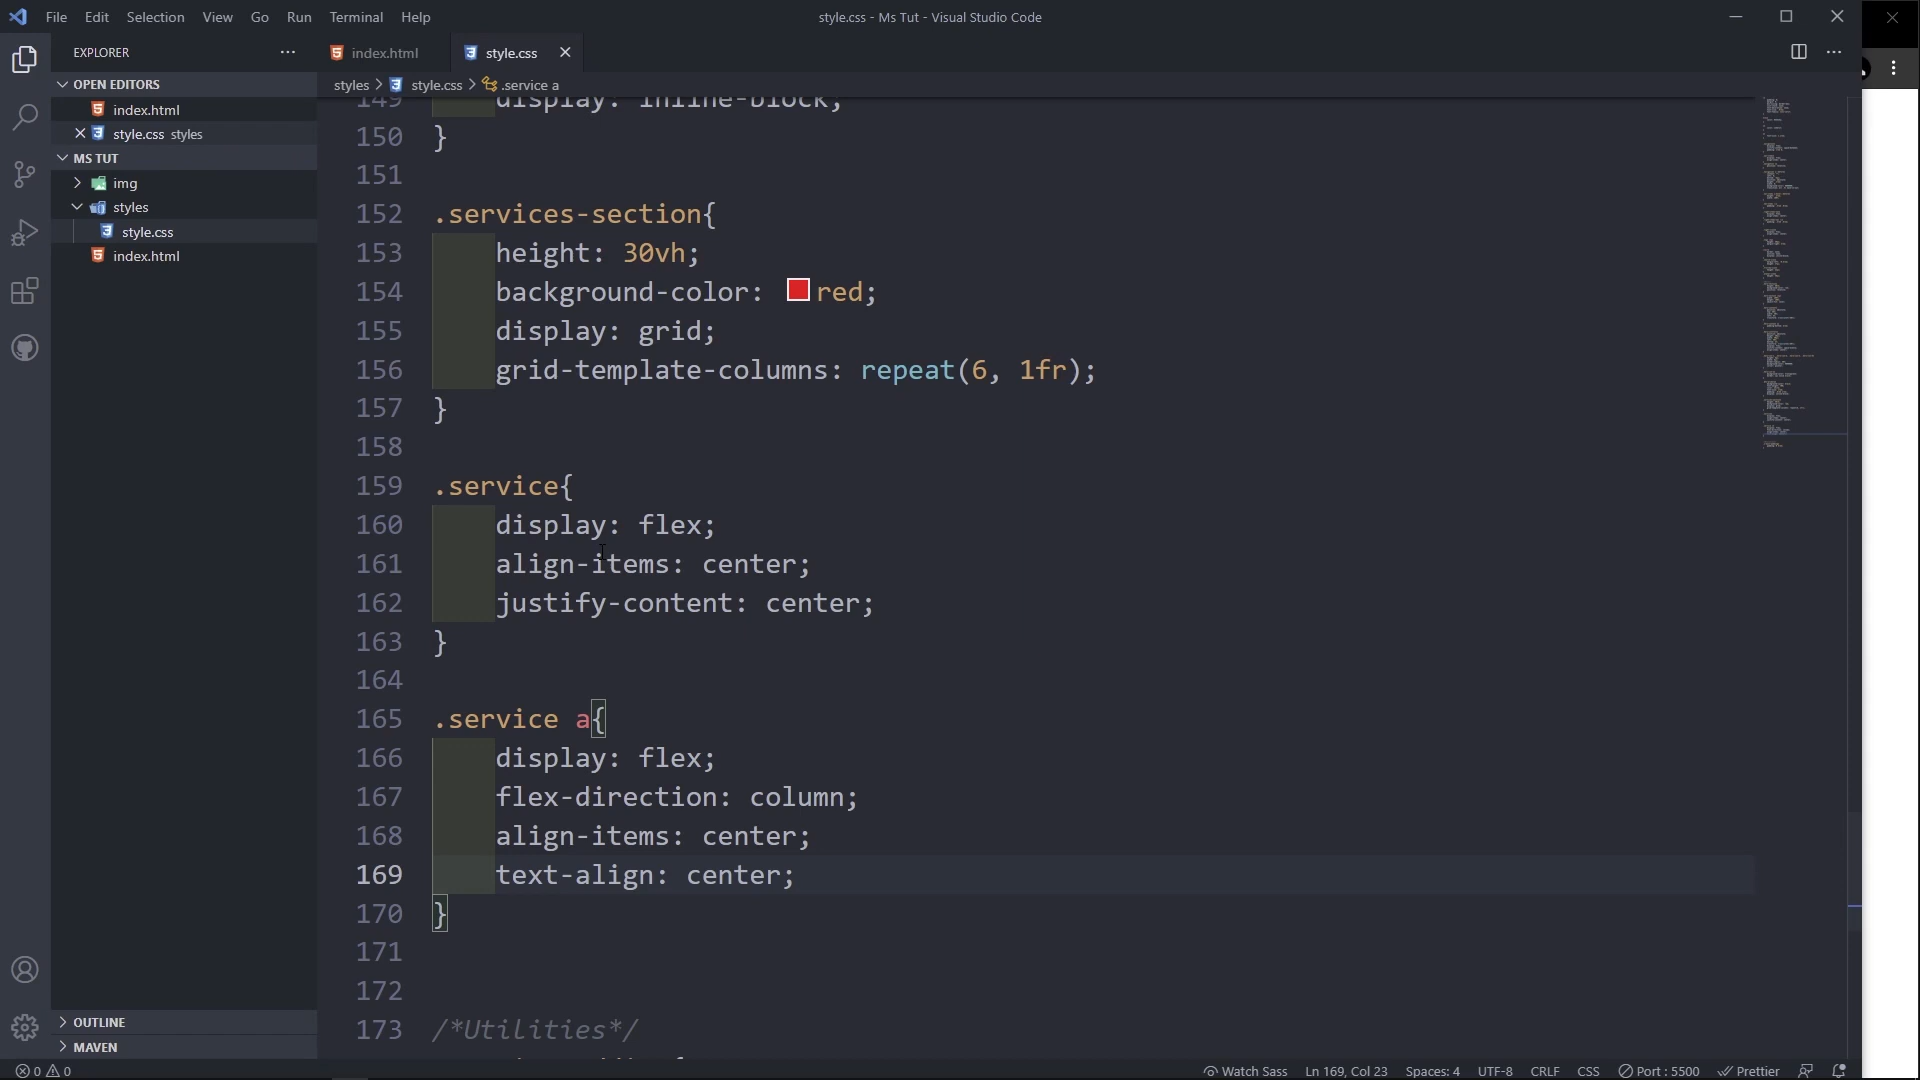 File Edit Selection View Go Run Terminal Help
style.css - Ms Tut - Visual Studio Code
EXPLORER
OPEN EDITORS
index.html
style.css styles
MS TUT
img
styles
style.css
index.html
OUTLINE
MAVEN
index.html
style.css
styles > style.css > .service a
149 display: inline-block;
150 }
151
152 .services-section{
153 height: 30vh;
154 background-color: red;
155 display: grid;
156 grid-template-columns: repeat(6, 1fr);
157 }
158
159 .service{
160 display: flex;
161 align-items: center;
162 justify-content: center;
163 }
164
165 .service a{
166 display: flex;
167 flex-direction: column;
168 align-items: center;
169 text-align: center;
170 }
171
172
173 /*Utilities*/
0 0
Watch Sass Ln 169, Col 23 Spaces: 4 UTF-8 CRLF CSS Port : 5500 Prettier